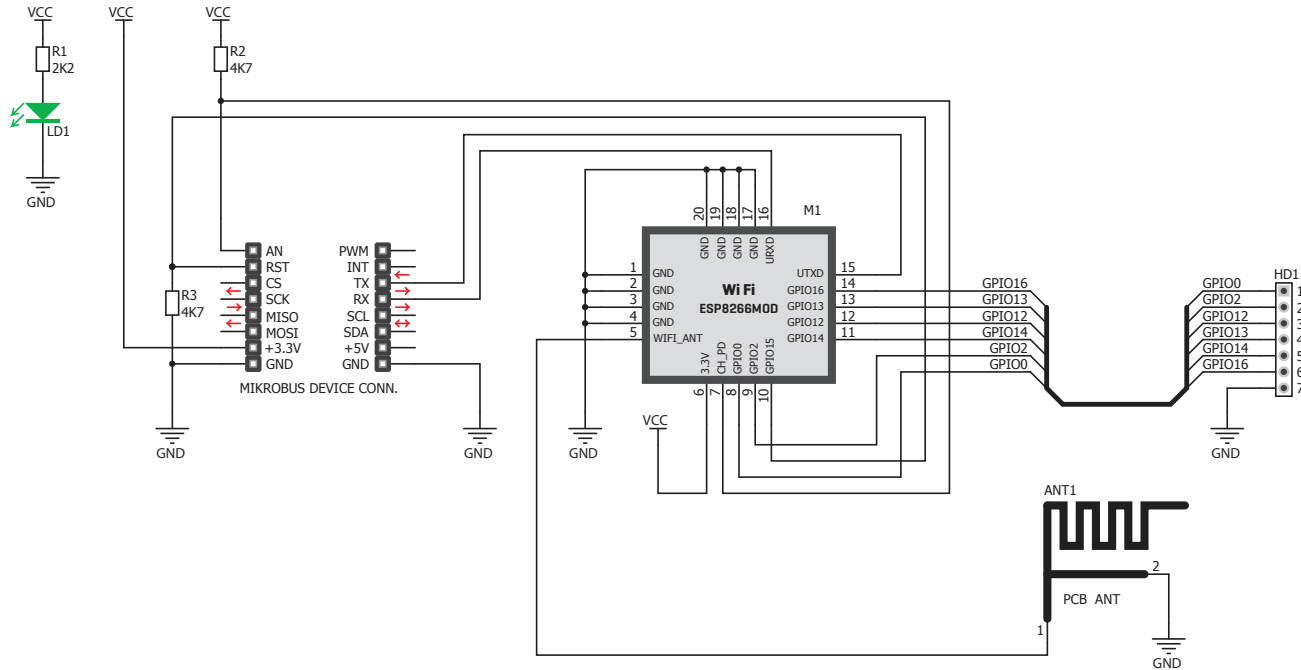 VCC
VCC
VCC
R1
2K2
R2
4K7
LD1
GND
AN
RST
CS
SCK
MISO
MOSI
+3.3V
GND
PWM
INT
TX
RX
SCL
SDA
+5V
GND
R3
4K7
MIKROBUS DEVICE CONN.
GND
GND
GND
M1
20
19
18
17
16
GND
GND
GND
GND
URXD
1
2
3
4
5
GND
GND
GND
GND
WIFI_ANT
WiFi
ESP8266MOD
UTXD
GPIO16
GPIO13
GPIO12
GPIO14
15
14
13
12
11
3.3V
CH_PD
GPIO0
GPIO2
GPIO15
6
7
8
9
10
VCC
GPIO16
GPIO13
GPIO12
GPIO14
GPIO2
GPIO0
HD1
GPIO0
GPIO2
GPIO12
GPIO13
GPIO14
GPIO16
1
2
3
4
5
6
7
GND
ANT1
2
PCB ANT
1
GND